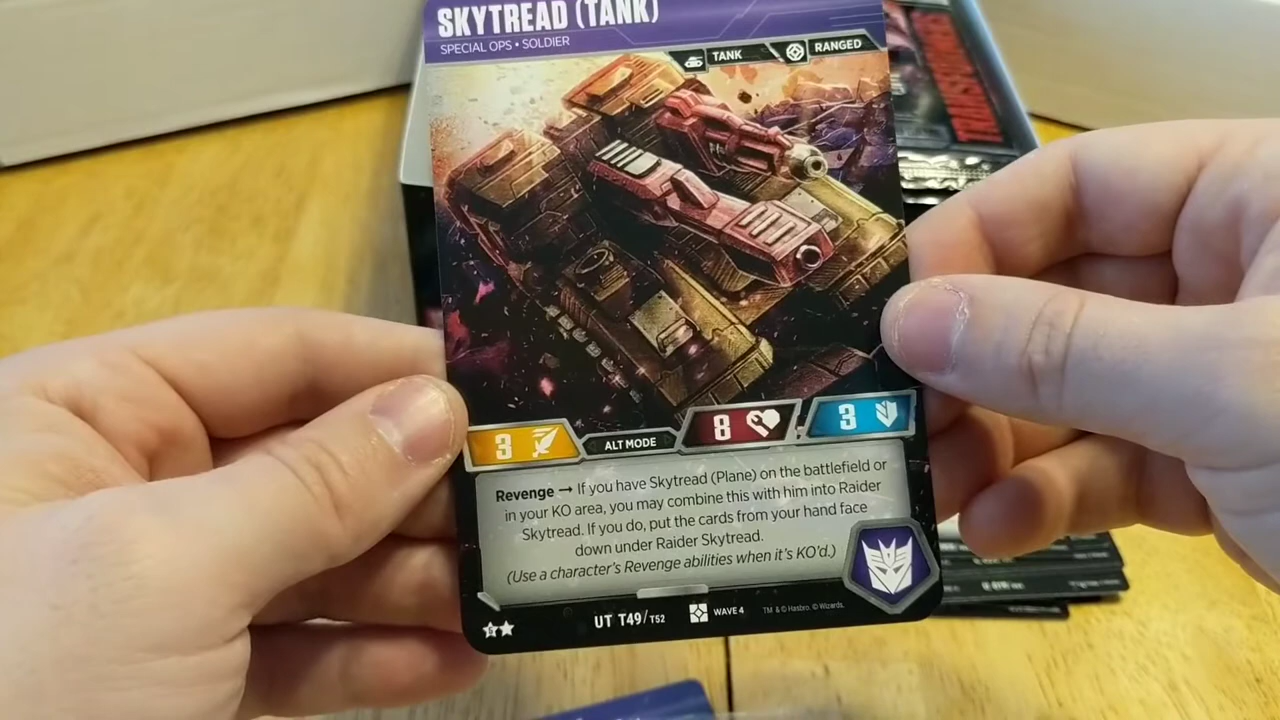 SKYTREAD (TANK)
SPECIAL OPS • SOLDIER
TANK
RANGED
TRANSFORMERS
3
ALT MODE
8
3
Revenge → If you have Skytread (Plane) on the battlefield or
in your KO area, you may combine this with him into Raider
Skytread. If you do, put the cards from your hand face
down under Raider Skytread.
(Use a character's Revenge abilities when it's KO'd.)
UT T49/T52
WAVE 4
TM & © Hasbro. © Wizards.